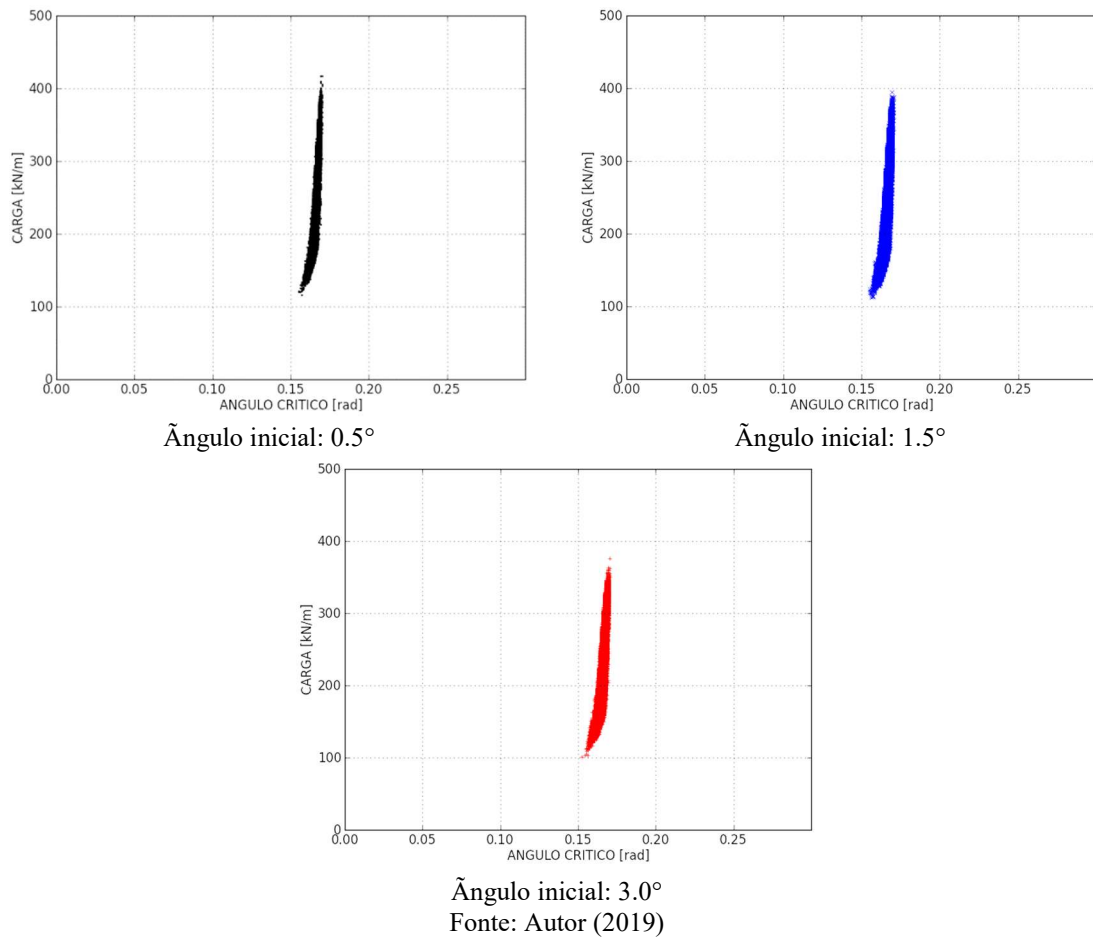 500
400
300
200
100
0
CARGA [kN/m]
0.00 0.05 0.10 0.15 0.20 0.25
ANGULO CRITICO [rad]
Ãngulo inicial: 0.5°
500
400
300
200
100
0
CARGA [kN/m]
0.00 0.05 0.10 0.15 0.20 0.25
ANGULO CRITICO [rad]
Ãngulo inicial: 1.5°
500
400
300
200
100
0
CARGA [kN/m]
0.00 0.05 0.10 0.15 0.20 0.25
ANGULO CRITICO [rad]
Ãngulo inicial: 3.0°
Fonte: Autor (2019)